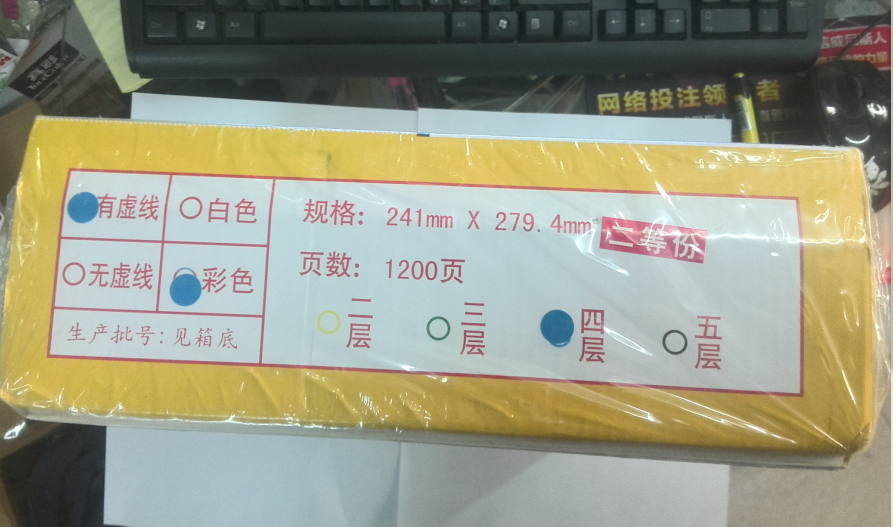 网络投注领 者
有虚线
白色
无虚线
彩色
生产批号: 见箱底
规格: 241mm X 279.4mm
二等份
页数: 1200页
二层
三层
四层
五层